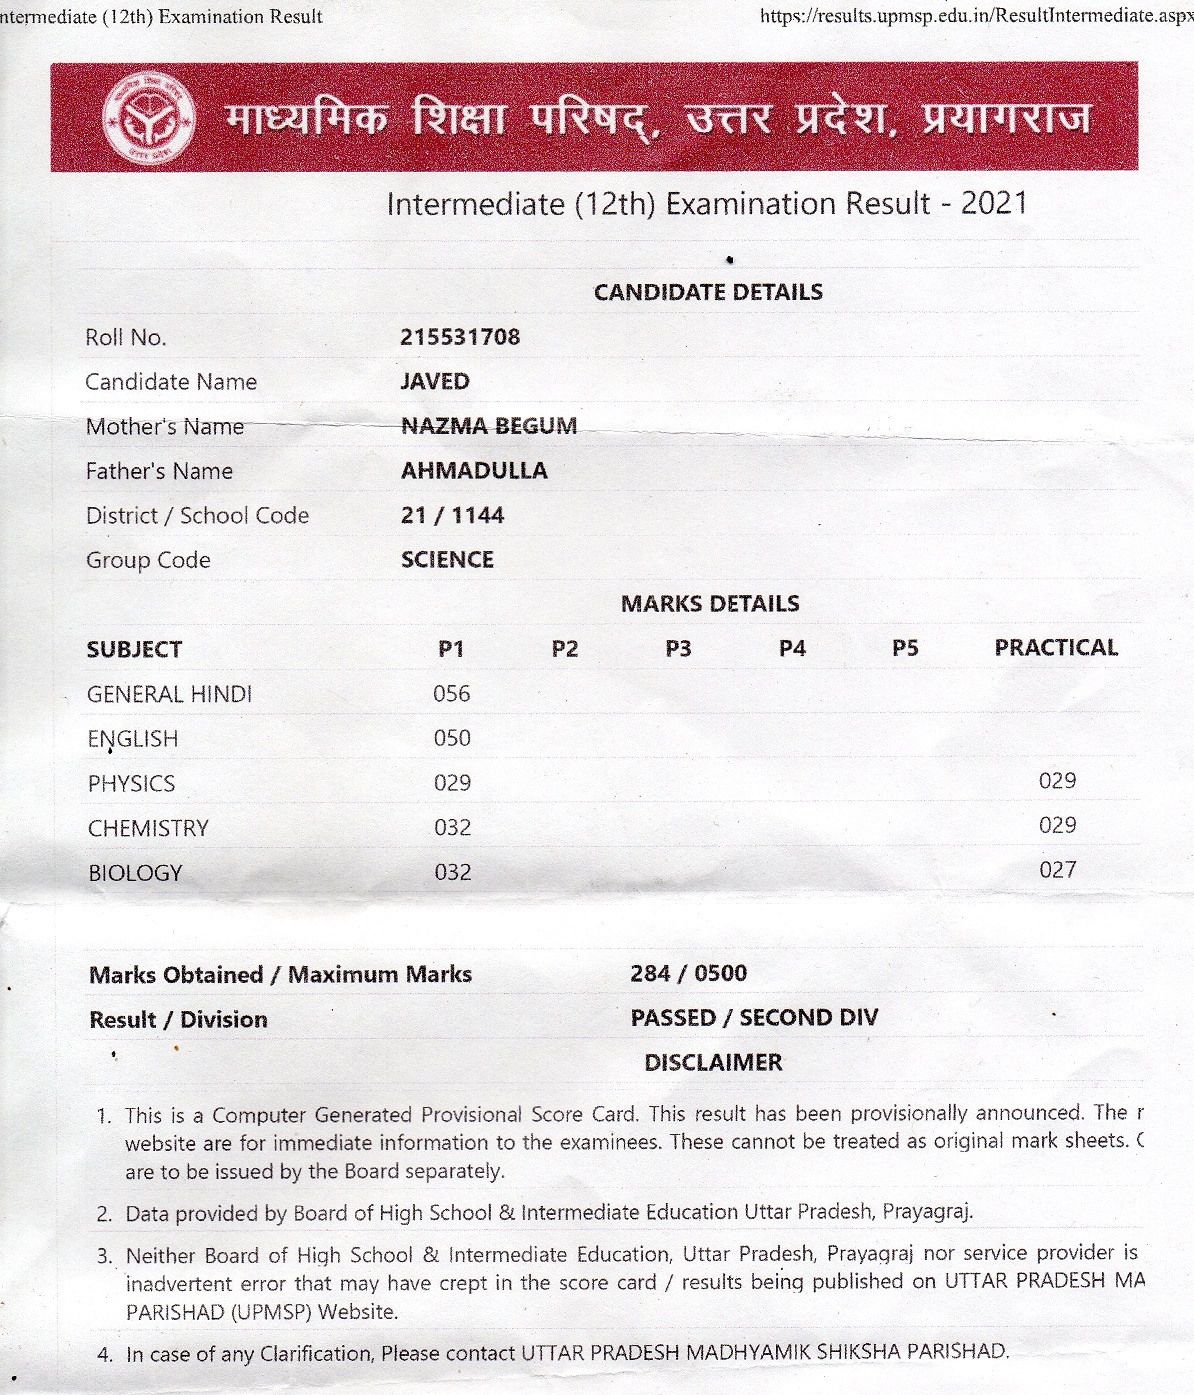 ntermediate (12th) Examination Result https://results.upmsp.edu.in/ResultIntermediate.aspx
माध्यमिक शिक्षा परिषद्, उत्तर प्रदेश, प्रयागराज
Intermediate (12th) Examination Result - 2021
CANDIDATE DETAILS
Roll No. 215531708
Candidate Name JAVED
Mother's Name NAZMA BEGUM
Father's Name AHMADULLA
District / School Code 21 / 1144
Group Code SCIENCE
MARKS DETAILS
SUBJECT P1 P2 P3 P4 P5 PRACTICAL
GENERAL HINDI 056
ENGLISH 050
PHYSICS 029 029
CHEMISTRY 032 029
BIOLOGY 032 027
Marks Obtained / Maximum Marks 284 / 0500
Result / Division PASSED / SECOND DIV
DISCLAIMER
1. This is a Computer Generated Provisional Score Card. This result has been provisionally announced. The r
website are for immediate information to the examinees. These cannot be treated as original mark sheets.
are to be issued by the Board separately.
2. Data provided by Board of High School & Intermediate Education Uttar Pradesh, Prayagraj.
3. Neither Board of High School & Intermediate Education, Uttar Pradesh, Prayagraj nor service provider is
inadvertent error that may have crept in the score card / results being published on UTTAR PRADESH MA
PARISHAD (UPMSP) Website.
4. In case of any Clarification, Please contact UTTAR PRADESH MADHYAMIK SHIKSHA PARISHAD.